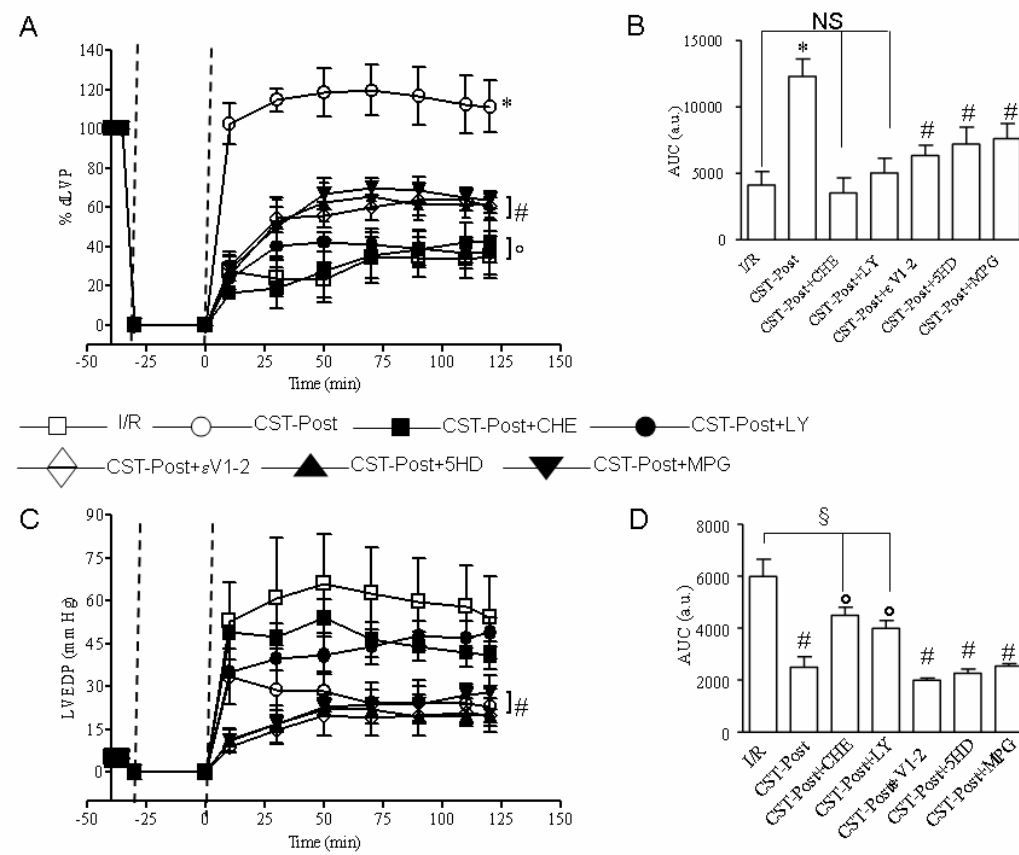 A
140
120
100
80
60
40
20
0
% dLVP
*
#
°
-50 -25 0 25 50 75 100 125 150
Time (min)
B
NS
15000
10000
5000
0
AUC (a.u.)
*
# # #
I/R
CST-Post
CST-Post+CHE
CST-Post+LY
CST-Post+ε V1-2
CST-Post+5HD
CST-Post+MPG
I/R CST-Post CST-Post+CHE CST-Post+LY
CST-Post+εV1-2 CST-Post+5HD CST-Post+MPG
C
90
75
60
45
30
15
0
LVEDP (mm Hg)
#
-50 -25 0 25 50 75 100 125 150
Time (min)
D
§
8000
6000
4000
2000
0
AUC (a.u.)
# ° ° # # #
I/R
CST-Post
CST-Post+CHE
CST-Post+LY
V1-2
CST-Post+5HD
CST-Post+MPG